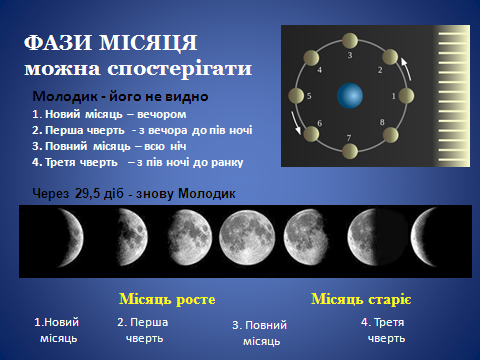 ФАЗИ МІСЯЦЯ
можна спостерігати
Молодик - його не видно
1. Новий місяць – вечором
2. Перша чверть - з вечора до пів ночі
3. Повний місяць – всю ніч
4. Третя чверть – з пів ночі до ранку
Через 29,5 діб - знову Молодик
3
4
2
5
1
6
8
7
Місяць росте
Місяць старіє
1.Новий
місяць
2. Перша
чверть
3. Повний
місяць
4. Третя
чверть